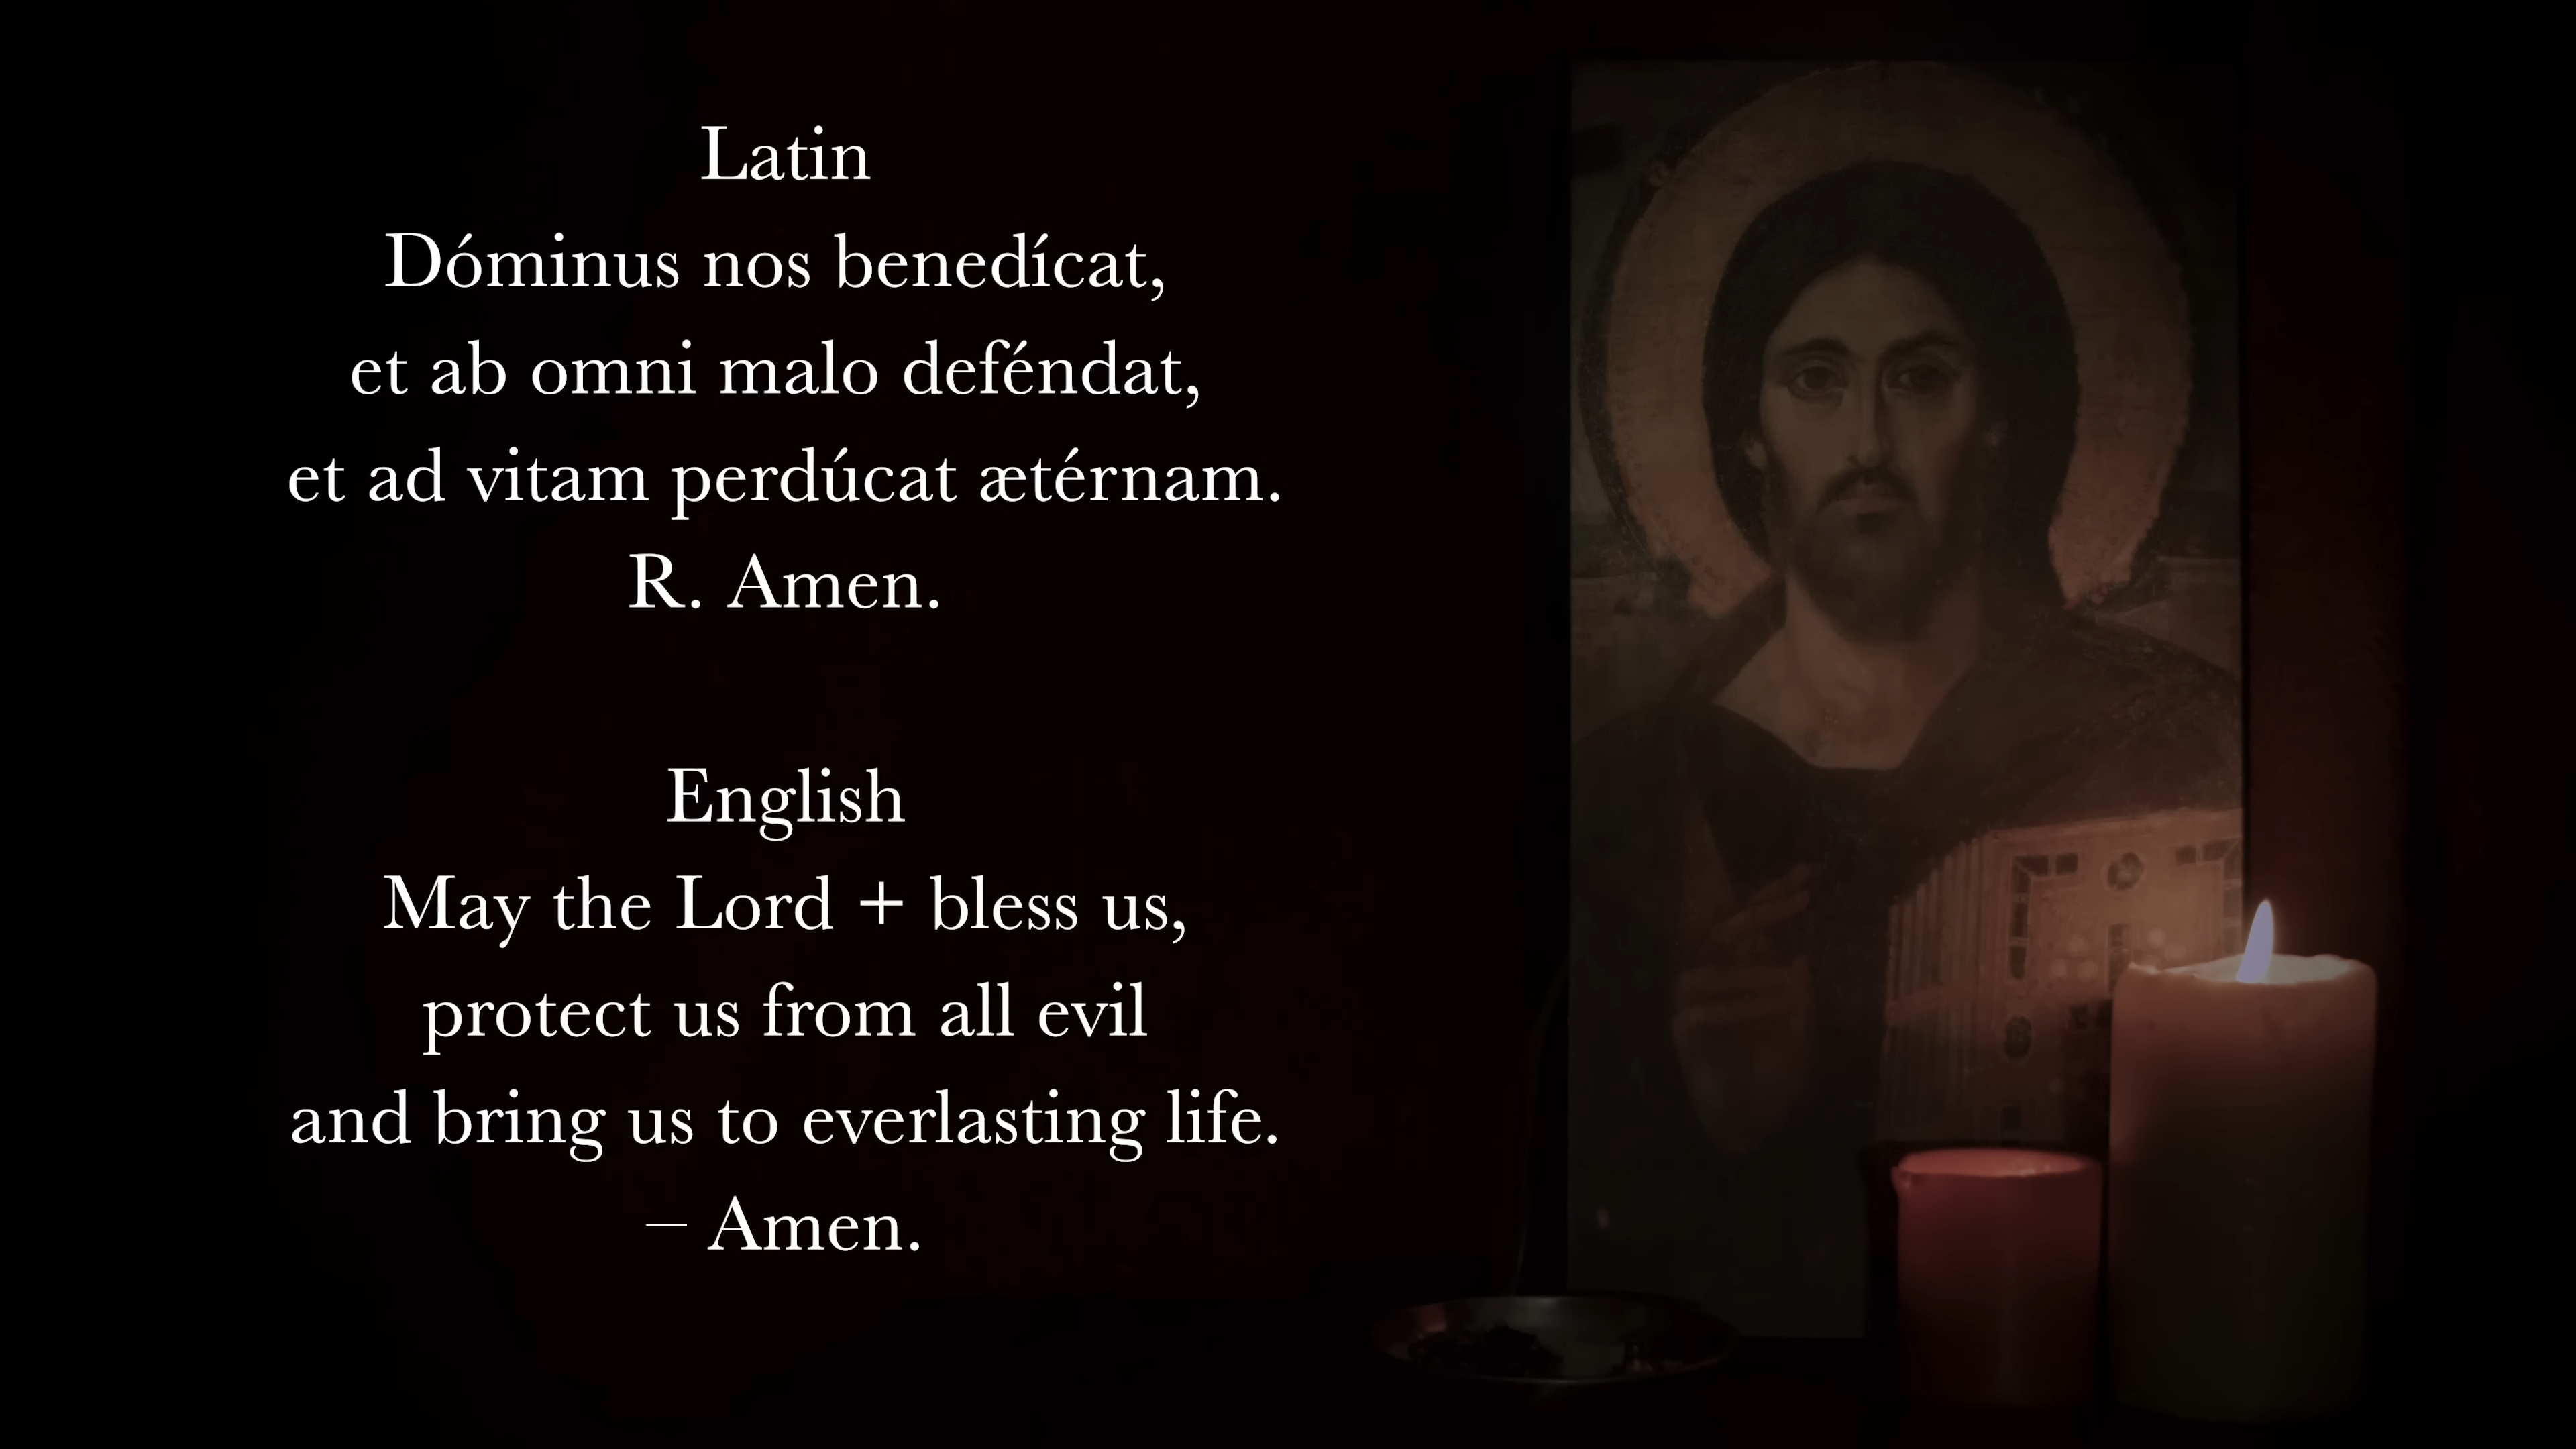 Latin
Dóminus nos benedícat,
et ab omni malo deféndat,
et ad vitam perdúcat ætérnam.
R. Amen.
English
May the Lord + bless us,
protect us from all evil
and bring us to everlasting life.
– Amen.